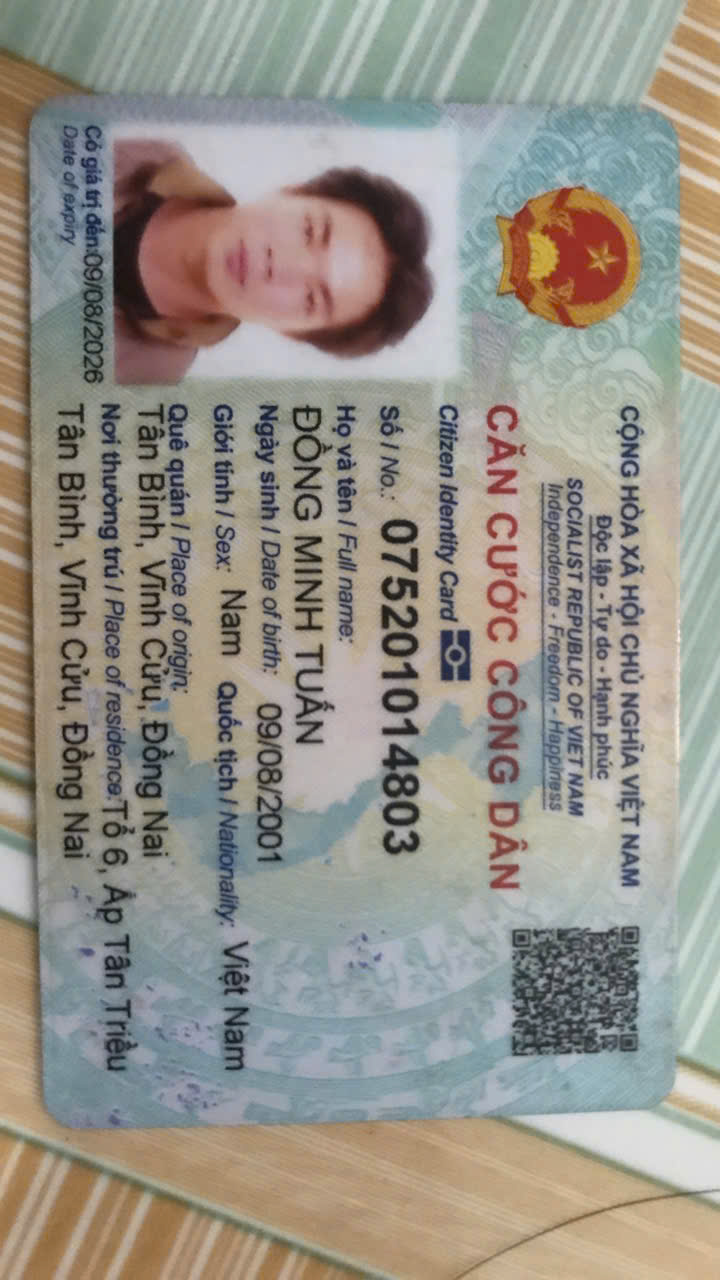 CỘNG HÒA XÃ HỘI CHỦ NGHĨA VIỆT NAM
Độc lập - Tự do - Hạnh phúc
SOCIALIST REPUBLIC OF VIET NAM
Independence - Freedom - Happiness
CĂN CƯỚC CÔNG DÂN
Citizen Identity Card
Số / No.: 075201014803
Họ và tên / Full name:
ĐỒNG MINH TUẤN
Ngày sinh / Date of birth: 09/08/2001
Giới tính / Sex: Nam Quốc tịch / Nationality: Việt Nam
Quê quán / Place of origin:
Tân Bình, Vĩnh Cửu, Đồng Nai
Nơi thường trú / Place of residence: Tổ 6, Ấp Tân Triều
Tân Bình, Vĩnh Cửu, Đồng Nai
Có giá trị đến: 09/08/2026
Date of expiry